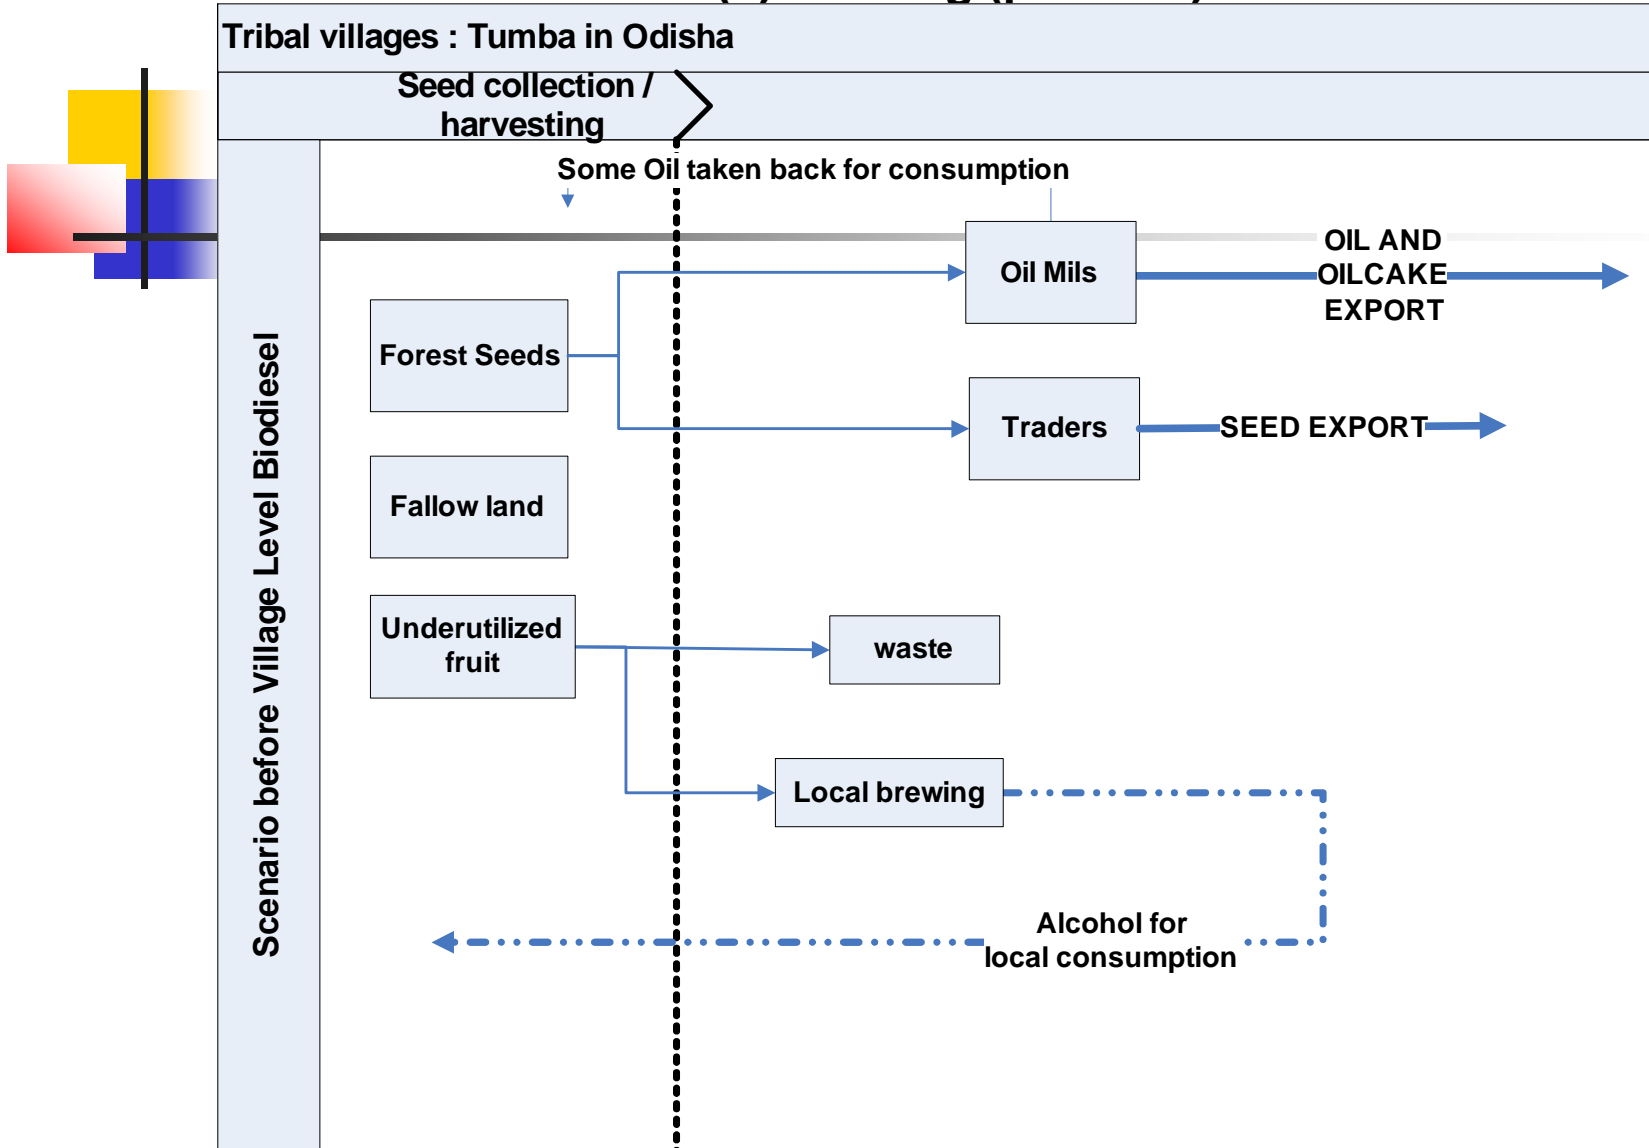 Tribal villages : Tumba in Odisha
Seed collection /
harvesting
Some Oil taken back for consumption
Scenario before Village Level Biodiesel
Oil Mils
OIL AND
OILCAKE
EXPORT
Forest Seeds
Traders
SEED EXPORT
Fallow land
Underutilized
fruit
waste
Local brewing
Alcohol for
local consumption